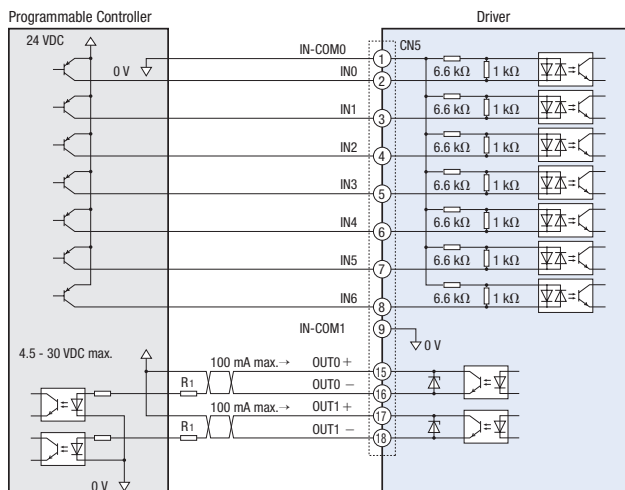 Programmable Controller
Driver
24 VDC
IN-COM0
CN5
1
6.6 kΩ
1 kΩ
0 V
IN0
2
IN1
3
6.6 kΩ
1 kΩ
IN2
4
6.6 kΩ
1 kΩ
IN3
5
6.6 kΩ
1 kΩ
IN4
6
6.6 kΩ
1 kΩ
IN5
7
6.6 kΩ
1 kΩ
IN6
8
6.6 kΩ
1 kΩ
IN-COM1
9
0 V
4.5 - 30 VDC max.
100 mA max.→
OUT0 +
15
R1
OUT0 −
16
100 mA max.→
OUT1 +
17
R1
OUT1 −
18
0 V